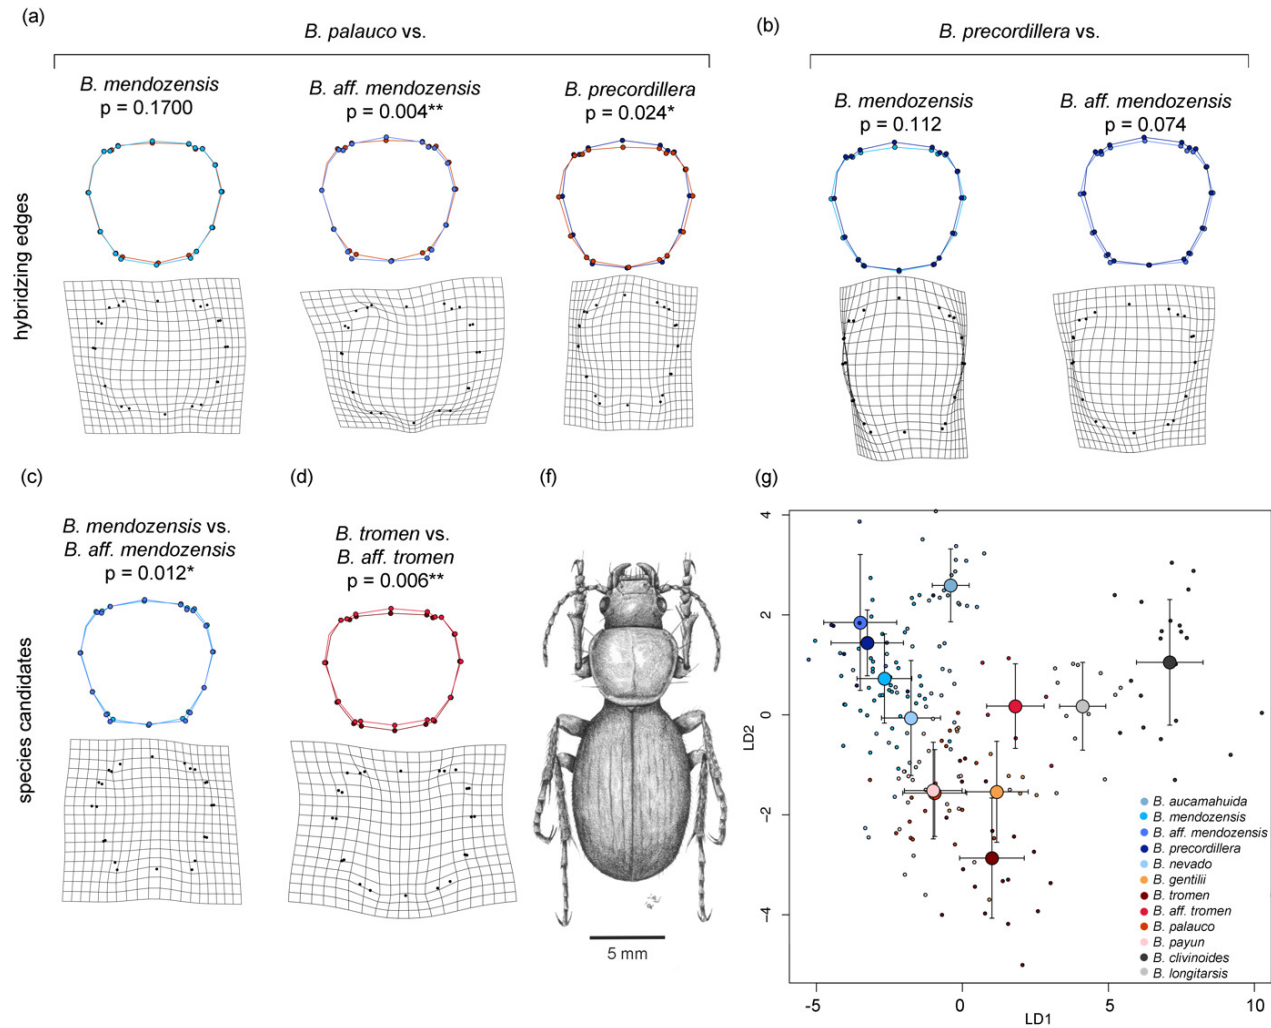 (a)
B. palauco vs.
B. mendozensis
p = 0.1700
B. aff. mendozensis
p = 0.004**
B. precordillera
p = 0.024*
(b)
B. precordillera vs.
B. mendozensis
p = 0.112
B. aff. mendozensis
p = 0.074
hybridizing edges
(c)
B. mendozensis vs.
B. aff. mendozensis
p = 0.012*
(d)
B. tromen vs.
B. aff. tromen
p = 0.006**
species candidates
(f)
5 mm
(g)
4
2
0
-2
-4
LD2
-5
0
5
10
LD1
B. aucamahuida
B. mendozensis
B. aff. mendozensis
B. precordillera
B. nevado
B. gentilii
B. tromen
B. aff. tromen
B. palauco
B. payun
B. clivinoides
B. longitarsis